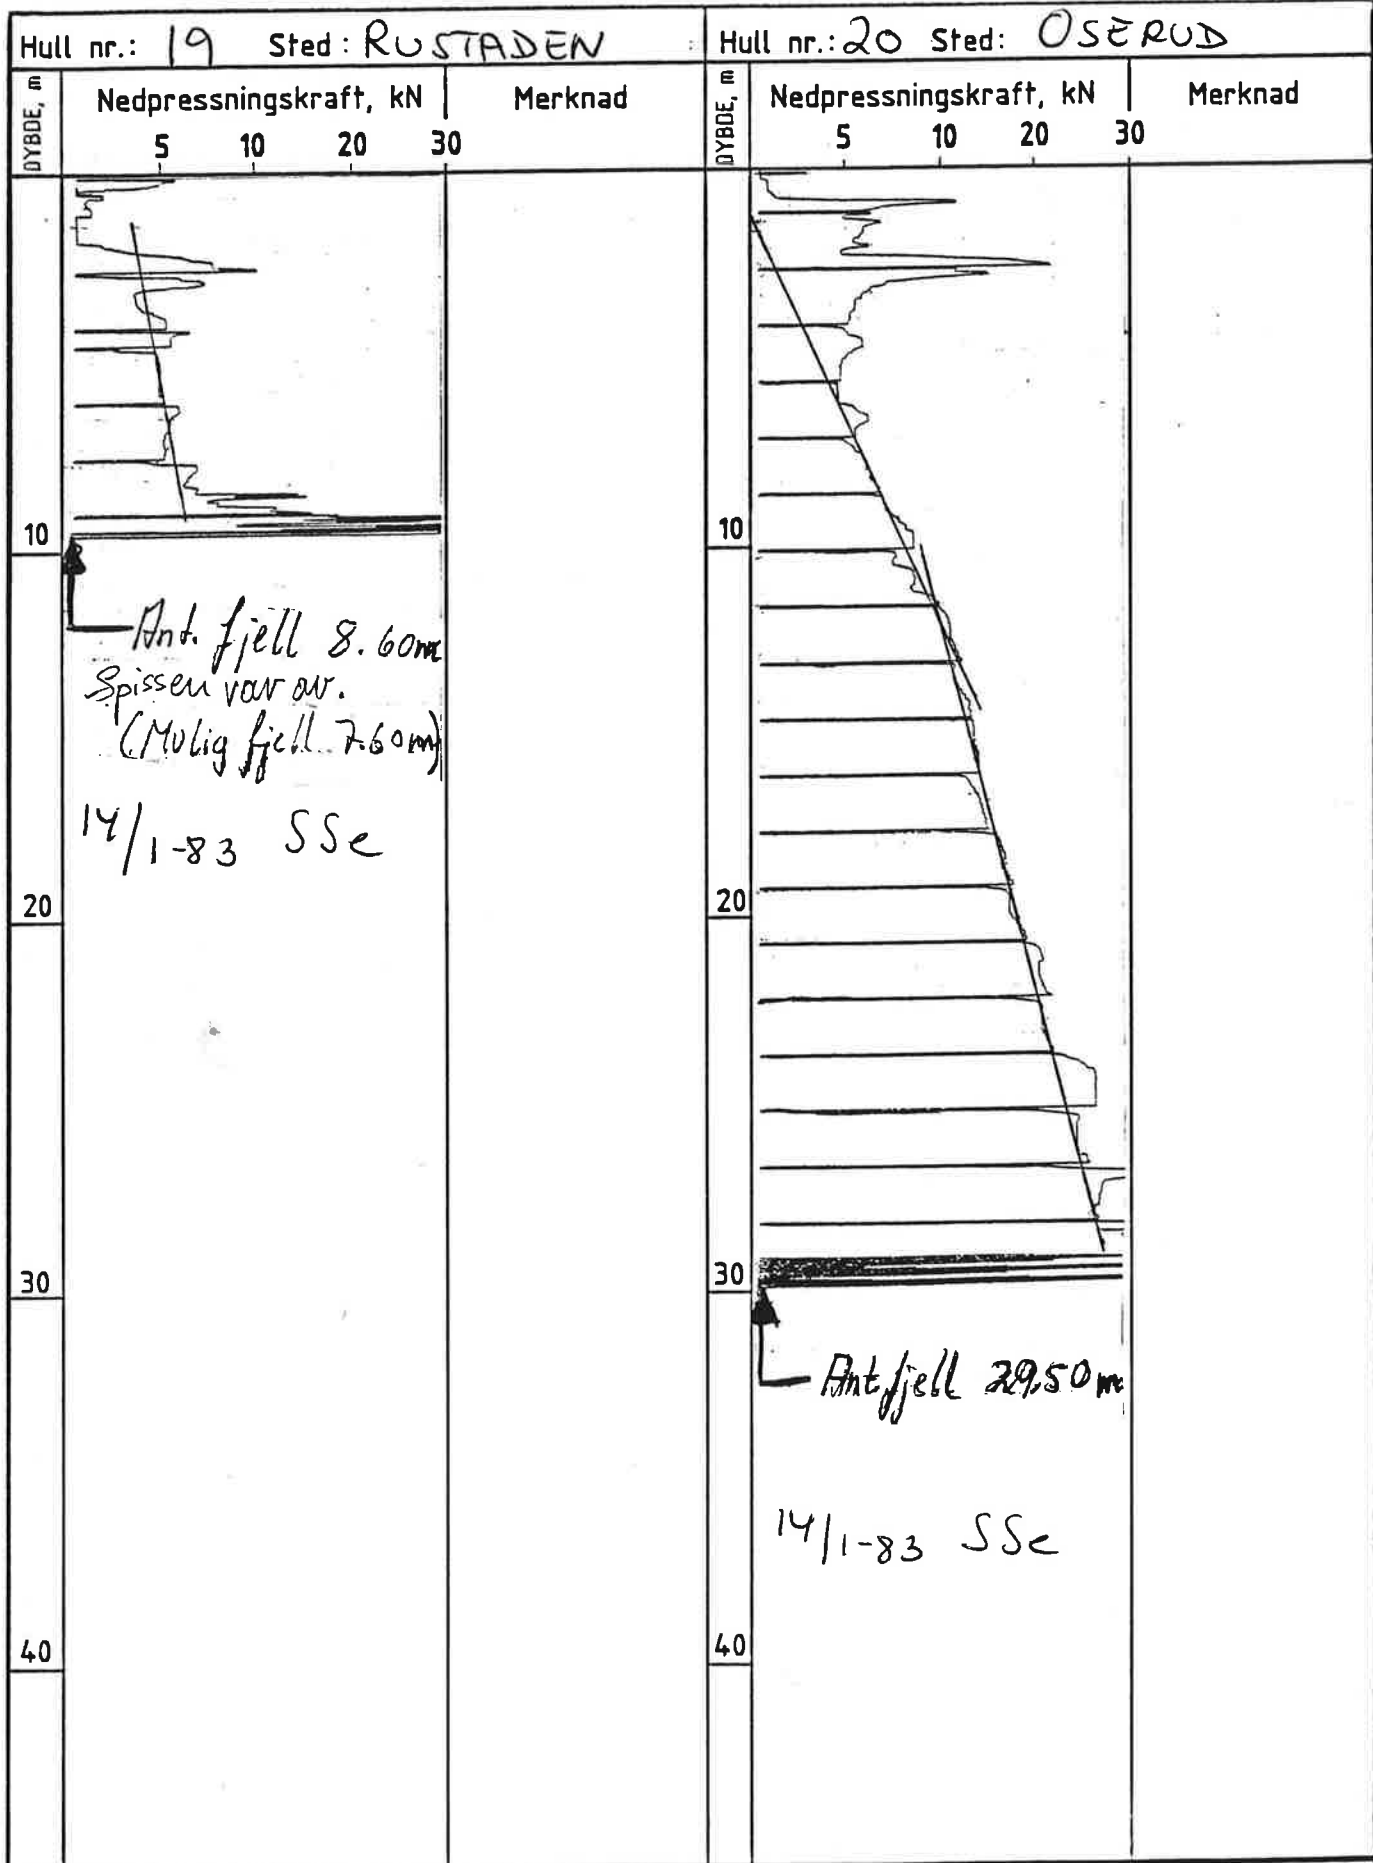 Hull nr.: 19 Sted: RUSTADEN
DYBDE, m
Nedpressningskraft, kN
Merknad
5 10 20 30
10
Ant. fjell 8.60m
Spissen var av.
(Mulig fjell 7.60m)
14/1-83 SSe
20
30
40
Hull nr.: 20 Sted: OSERUD
DYBDE, m
Nedpressningskraft, kN
Merknad
5 10 20 30
10
20
30
Ant fjell 29,50 m
14/1-83 SSe
40